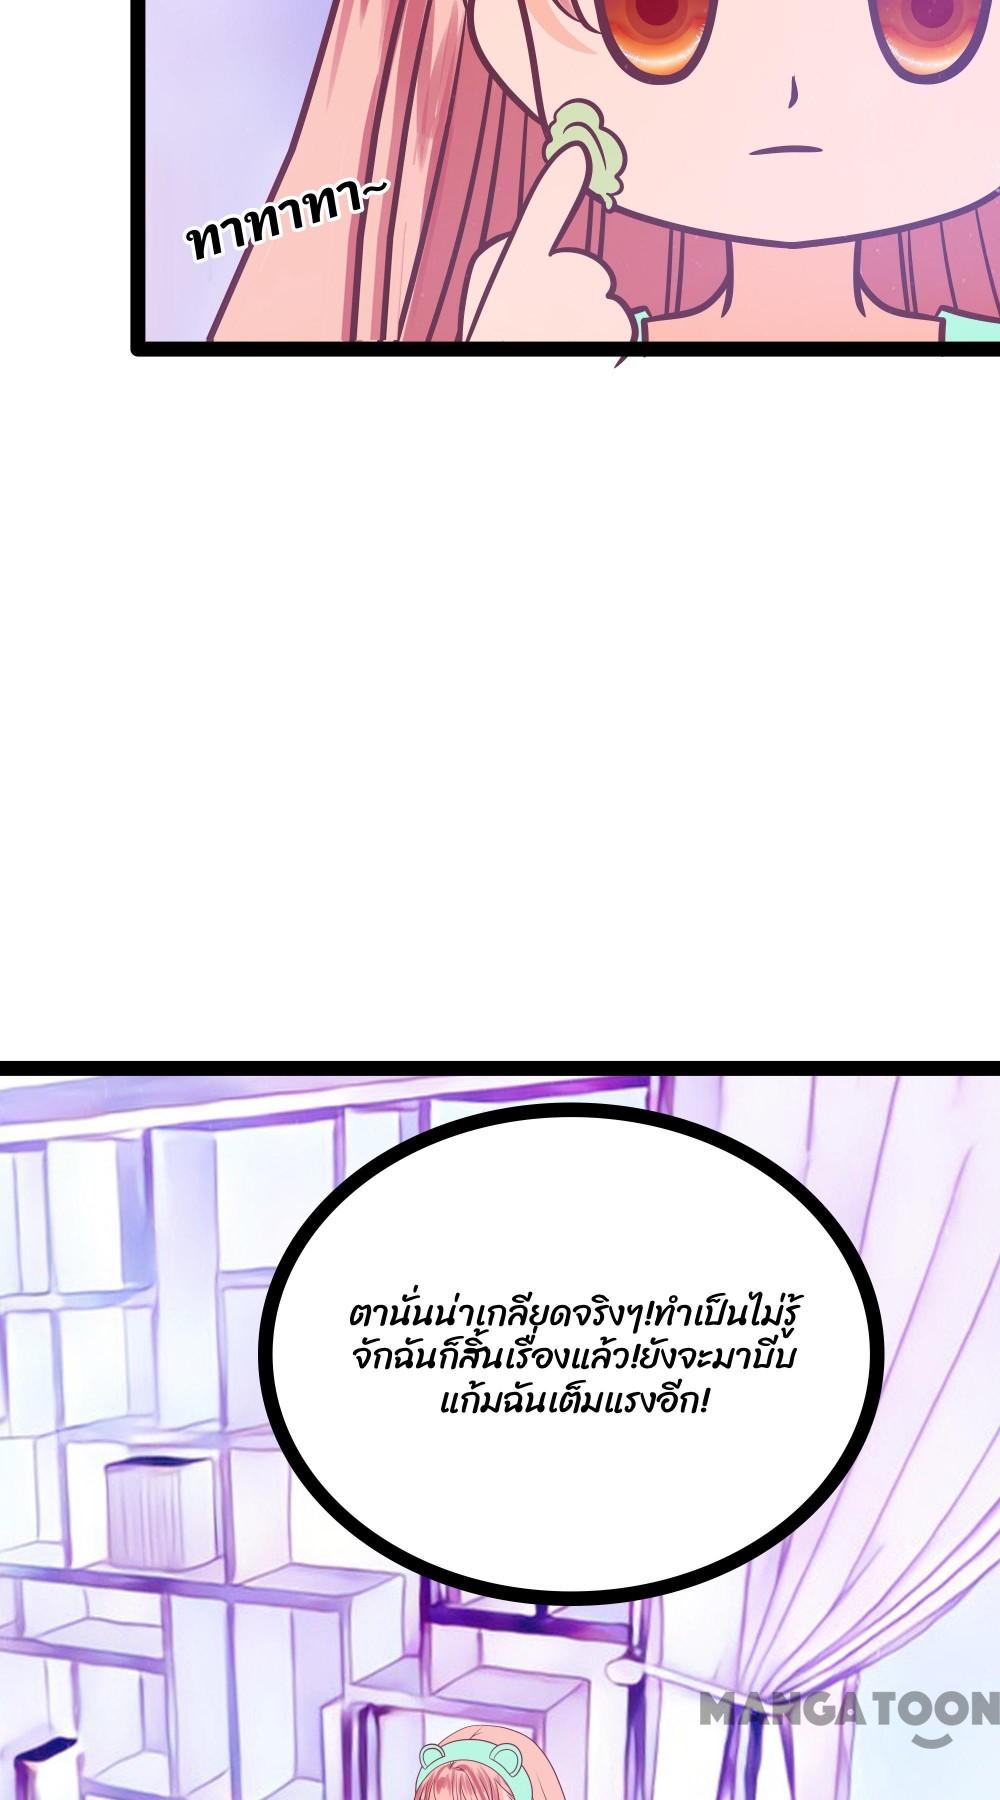 ทาทาทา~
ตานั่นน่าเกลียดจริงๆ!ทำเป็นไม่รู้
จักฉันก็สิ้นเรื่องแล้ว!ยังจะมาบีบ
แก้มฉันเต็มแรงอีก!
MANGATOON